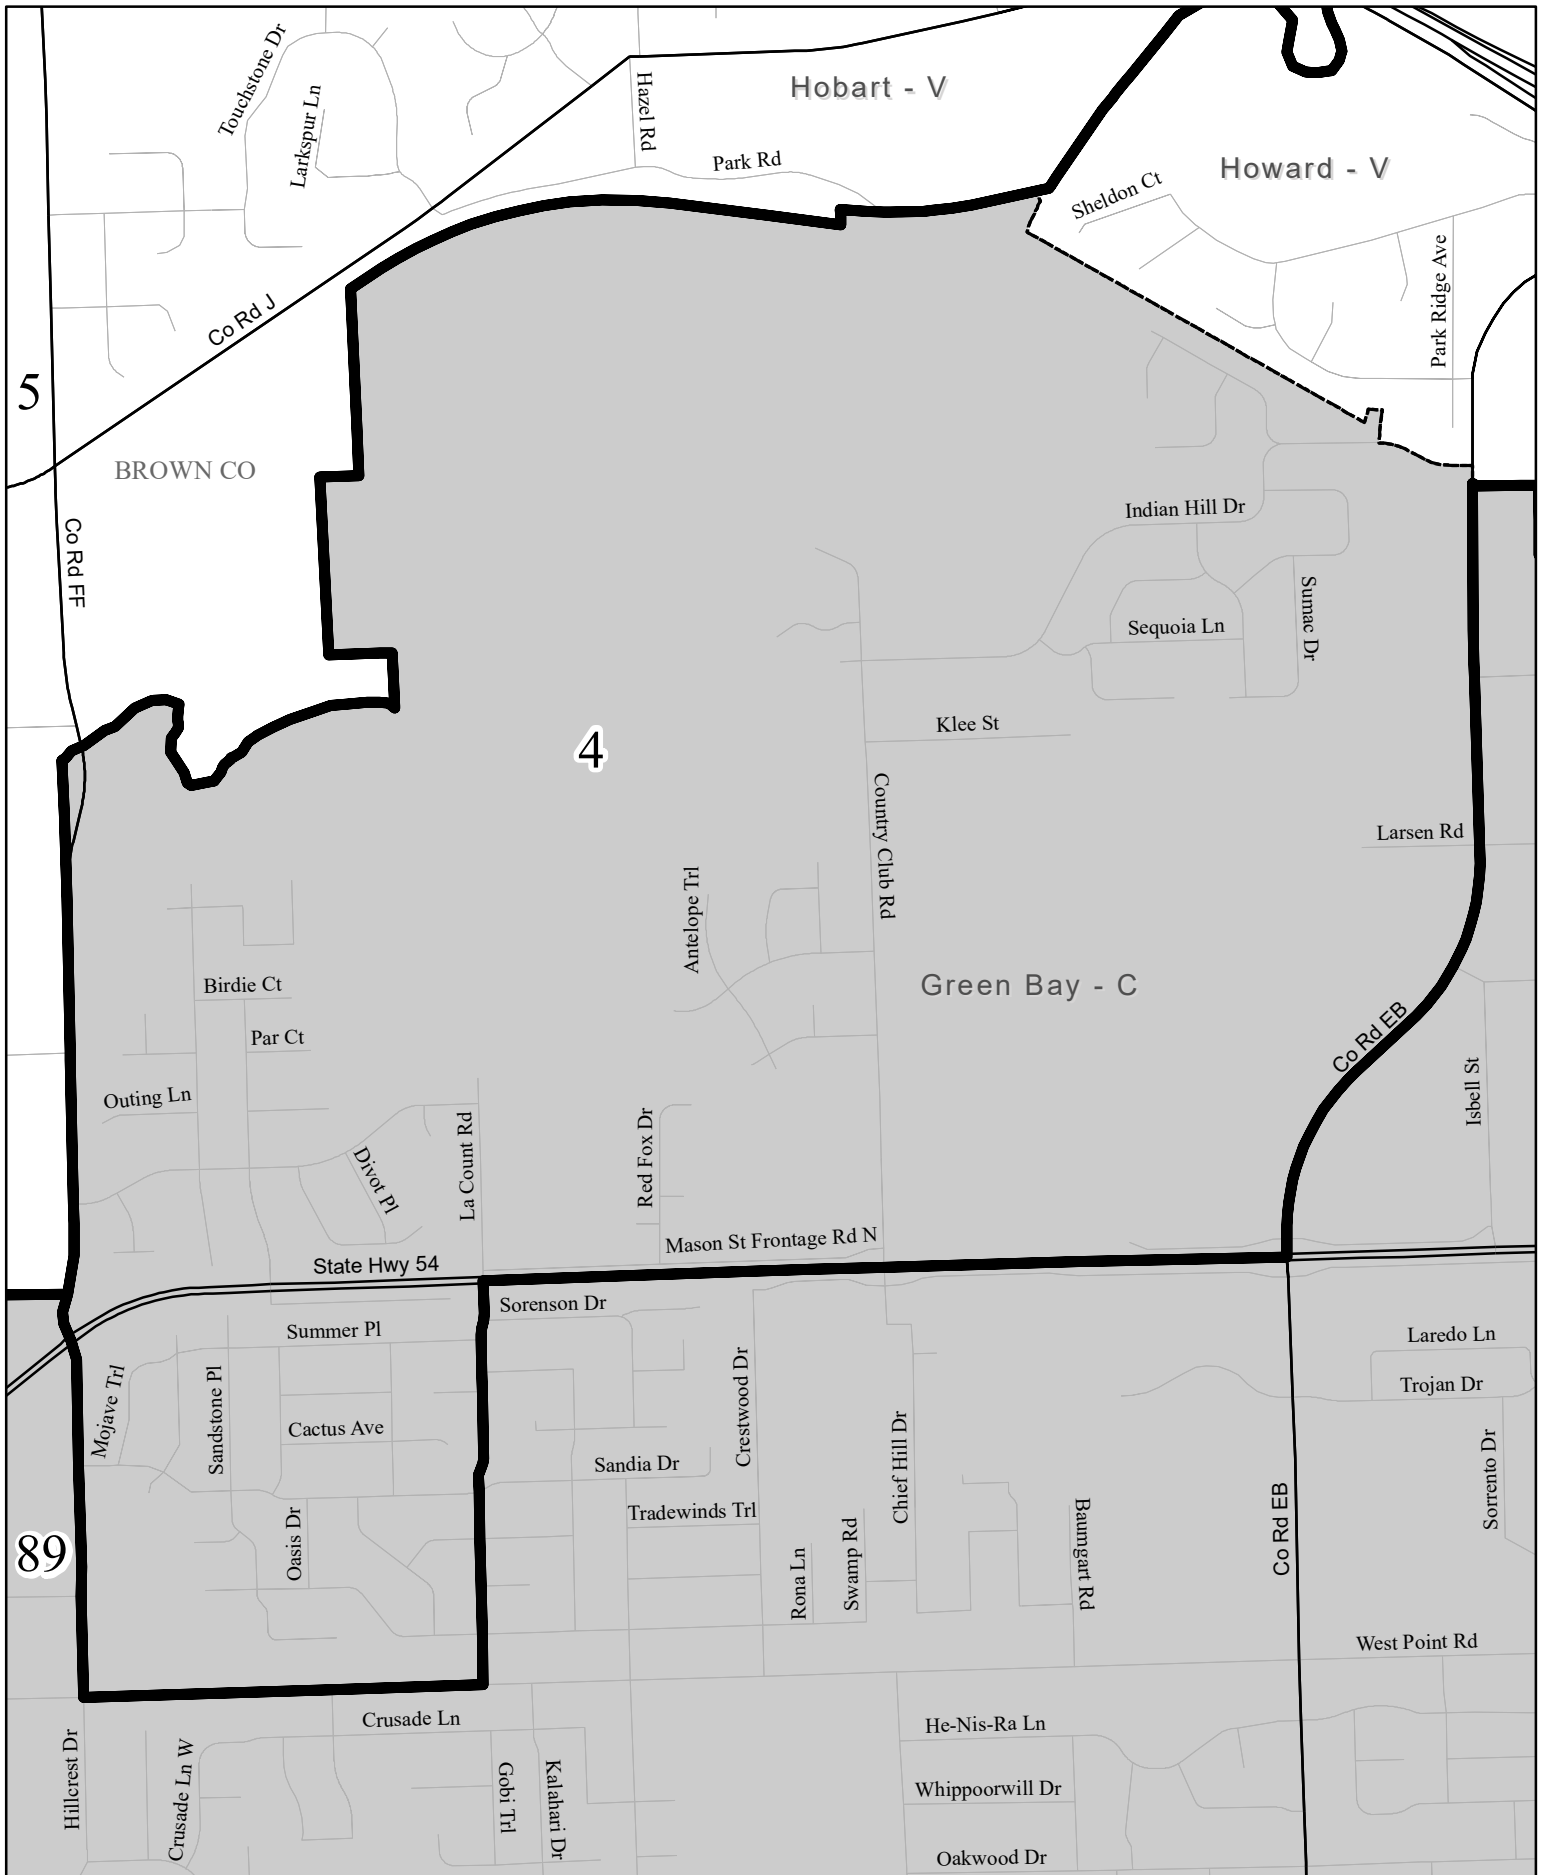 Touchstone Dr
Larkspur Ln
Hazel Rd
Hobart - V
Park Rd
Howard - V
Sheldon Ct
Park Ridge Ave
Co Rd J
5
BROWN CO
Co Rd FF
Indian Hill Dr
Sumac Dr
Sequoia Ln
Klee St
4
Country Club Rd
Larsen Rd
Antelope Trl
Birdie Ct
Green Bay - C
Par Ct
Co Rd EB
Outing Ln
Isbell St
La Count Rd
Red Fox Dr
Divot Pl
Mason St Frontage Rd N
State Hwy 54
Sorenson Dr
Summer Pl
Laredo Ln
Trojan Dr
Mojave Trl
Sandstone Pl
Crestwood Dr
Cactus Ave
Chief Hill Dr
Sandia Dr
Sorrento Dr
Tradewinds Trl
Oasis Dr
Baumgart Rd
Co Rd EB
89
Rona Ln
Swamp Rd
West Point Rd
Crusade Ln
He-Nis-Ra Ln
Hillcrest Dr
Crusade Ln W
Gobi Trl
Kalahari Dr
Whippoorwill Dr
Oakwood Dr